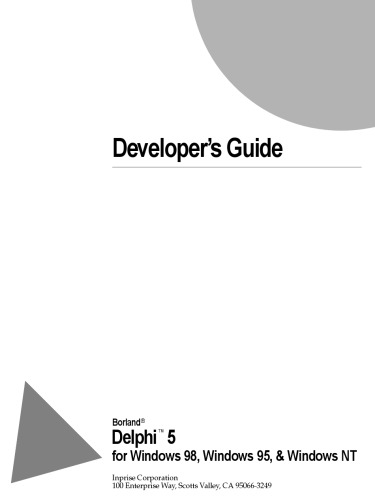 Developer's Guide
Borland®
Delphi™ 5
for Windows 98, Windows 95, & Windows NT
Inprise Corporation
100 Enterprise Way, Scotts Valley, CA 95066-3249